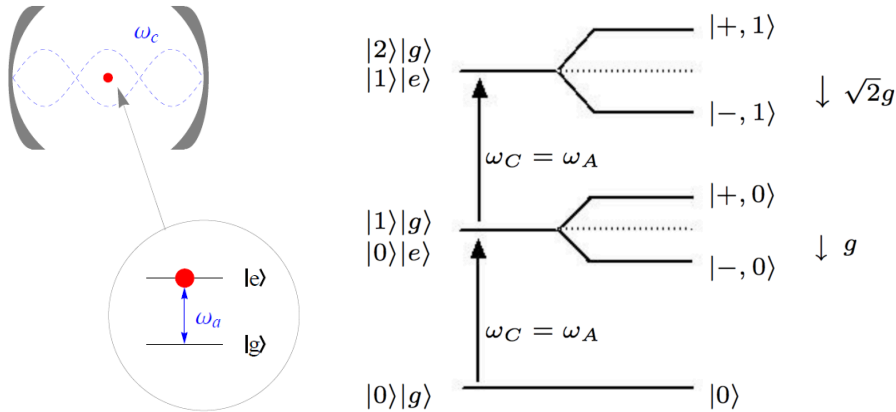 ω_c
|e⟩
ω_a
|g⟩
|2⟩|g⟩
|1⟩|e⟩
|+, 1⟩
|−, 1⟩
↓ √2g
ω_C = ω_A
|1⟩|g⟩
|0⟩|e⟩
|+, 0⟩
|−, 0⟩
↓ g
ω_C = ω_A
|0⟩|g⟩
|0⟩